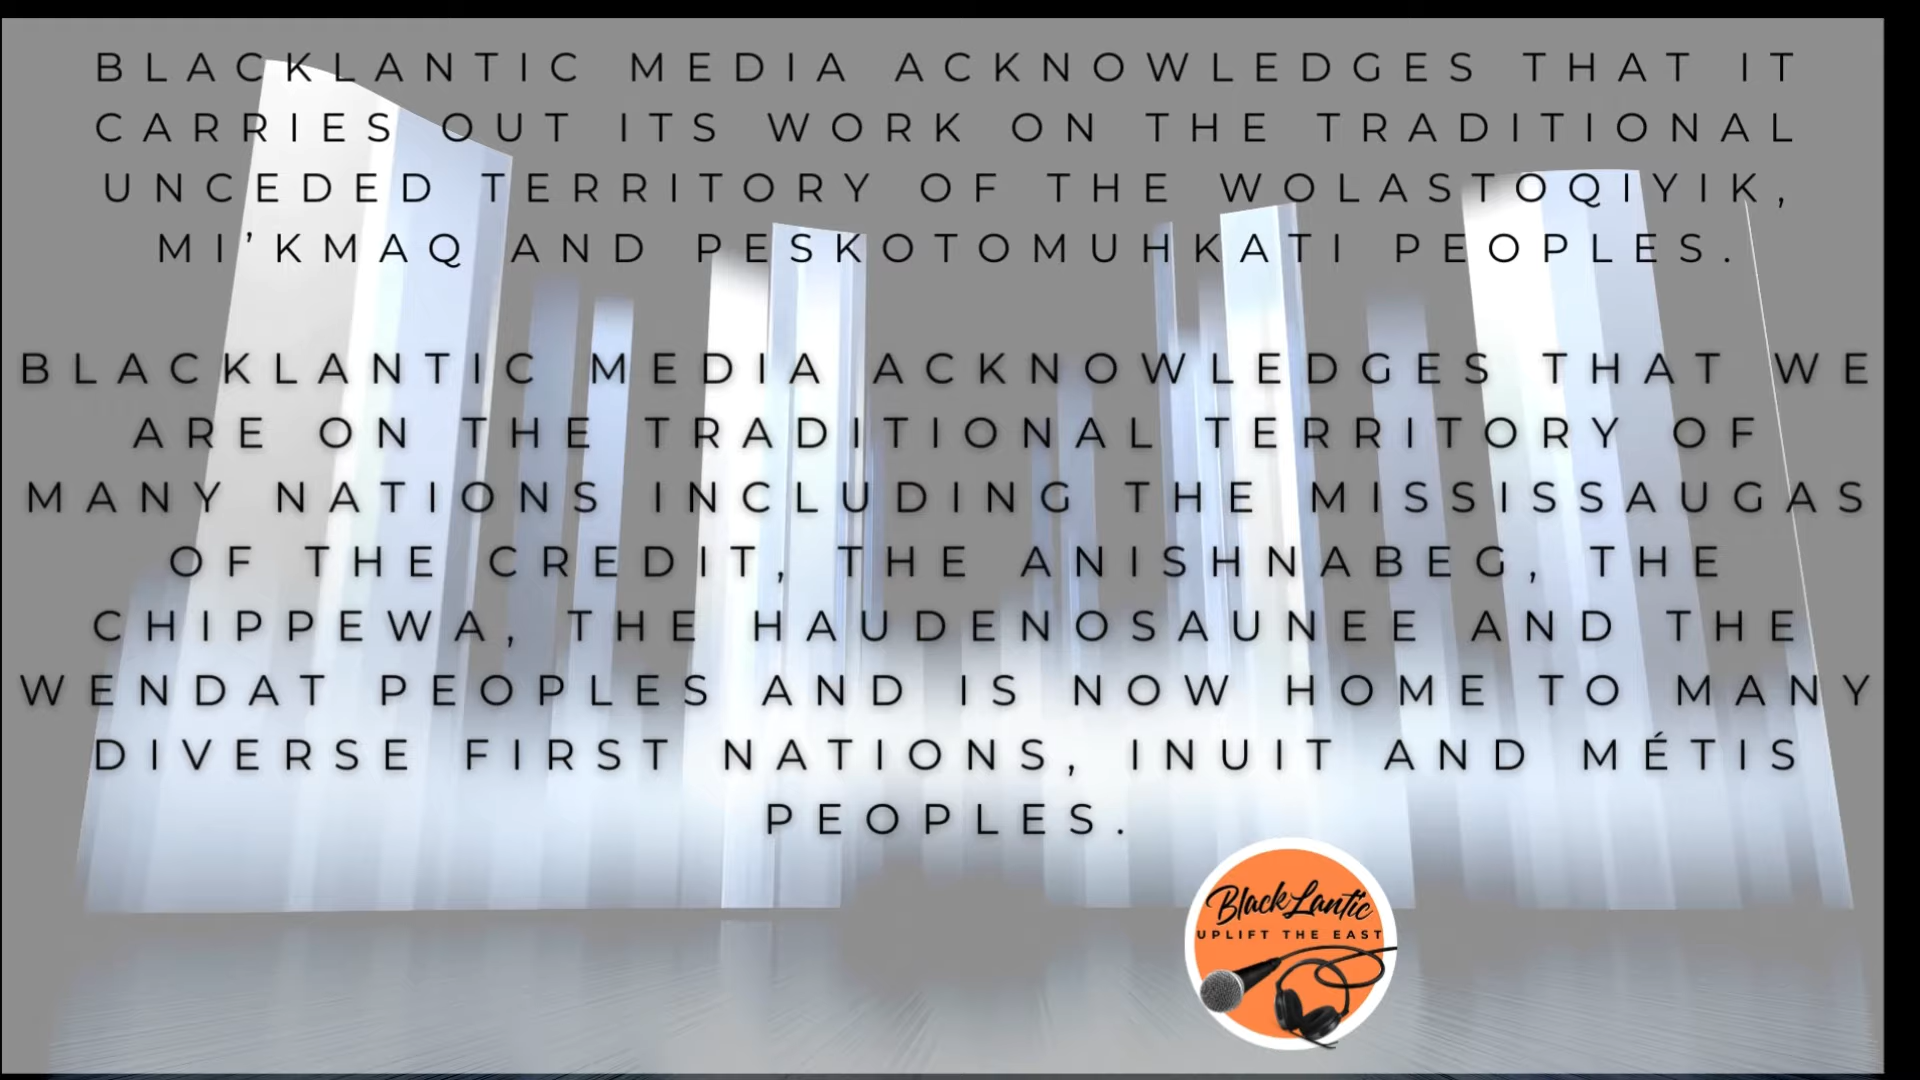 BLACKLANTIC MEDIA ACKNOWLEDGES THAT IT
CARRIES OUT ITS WORK ON THE TRADITIONAL
UNCEDED TERRITORY OF THE WOLASTOQIYIK,
MI’KMAQ AND PESKOTOMUHKATI PEOPLES.
BLACKLANTIC MEDIA ACKNOWLEDGES THAT WE
ARE ON THE TRADITIONAL TERRITORY OF
MANY NATIONS INCLUDING THE MISSISSAUGAS
OF THE CREDIT, THE ANISHNABEG, THE
CHIPPEWA, THE HAUDENOSAUNEE AND THE
WENDAT PEOPLES AND IS NOW HOME TO MANY
DIVERSE FIRST NATIONS, INUIT AND MÉTIS
PEOPLES.
BlackLantic
UPLIFT THE EAST